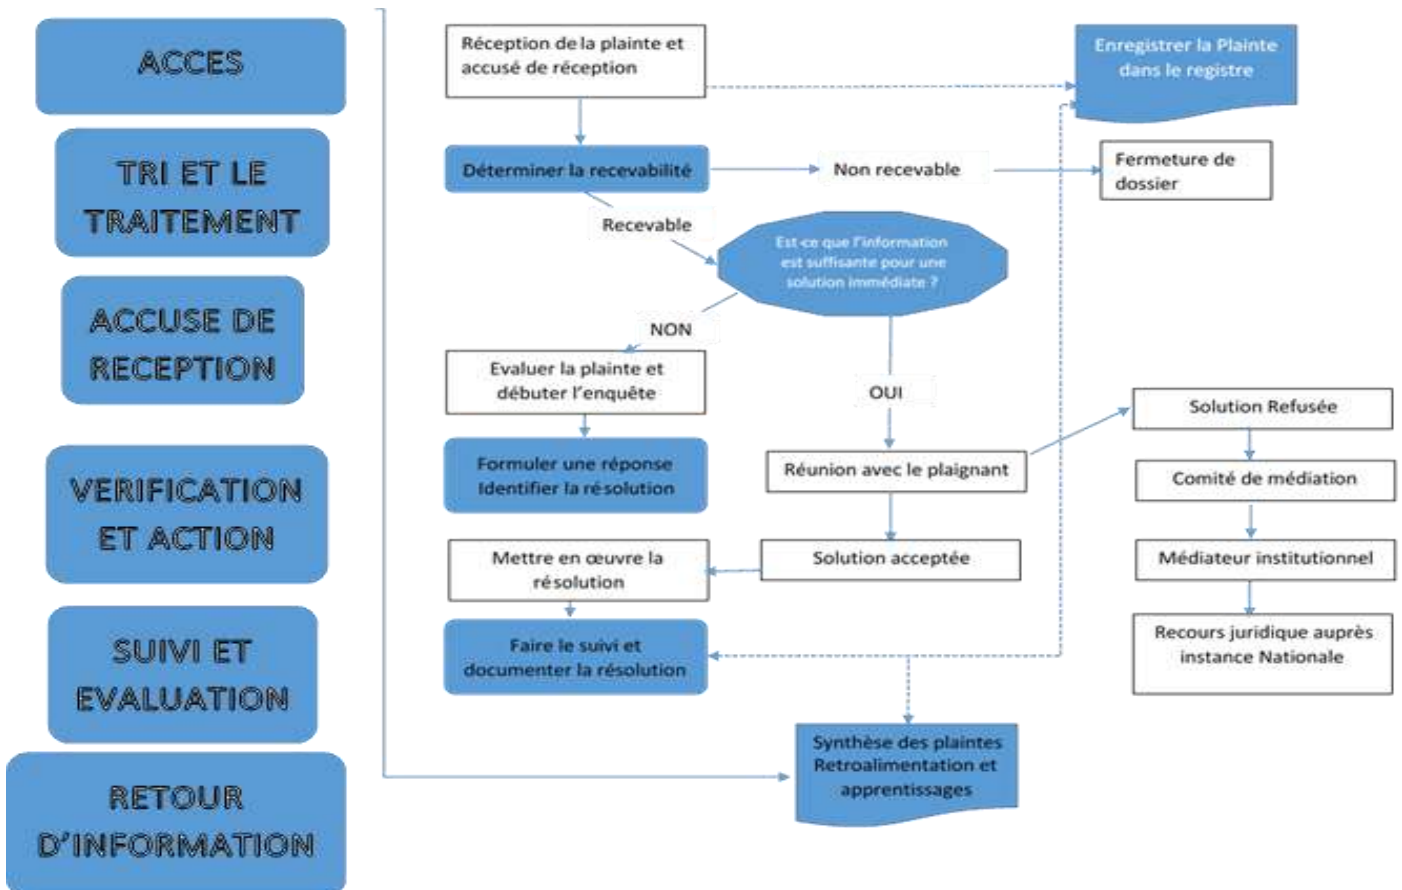 ACCES
TRI ET LE
TRAITEMENT
ACCUSE DE
RECEPTION
VERIFICATION
ET ACTION
SUIVI ET
EVALUATION
RETOUR
D'INFORMATION
Réception de la plainte et
accusé de réception
Enregistrer la Plainte
dans le registre
Déterminer la recevabilité
Non recevable
Fermeture de
dossier
Recevable
Est-ce que l'information
est suffisante pour une
solution immédiate ?
NON
Evaluer la plainte et
débuter l'enquête
OUI
Solution Refusée
Formuler une réponse
Identifier la résolution
Réunion avec le plaignant
Comité de médiation
Mettre en œuvre la
résolution
Solution acceptée
Médiateur institutionnel
Faire le suivi et
documenter la résolution
Recours juridique auprès
instance Nationale
Synthèse des plaintes
Retroalimentation et
apprentissages